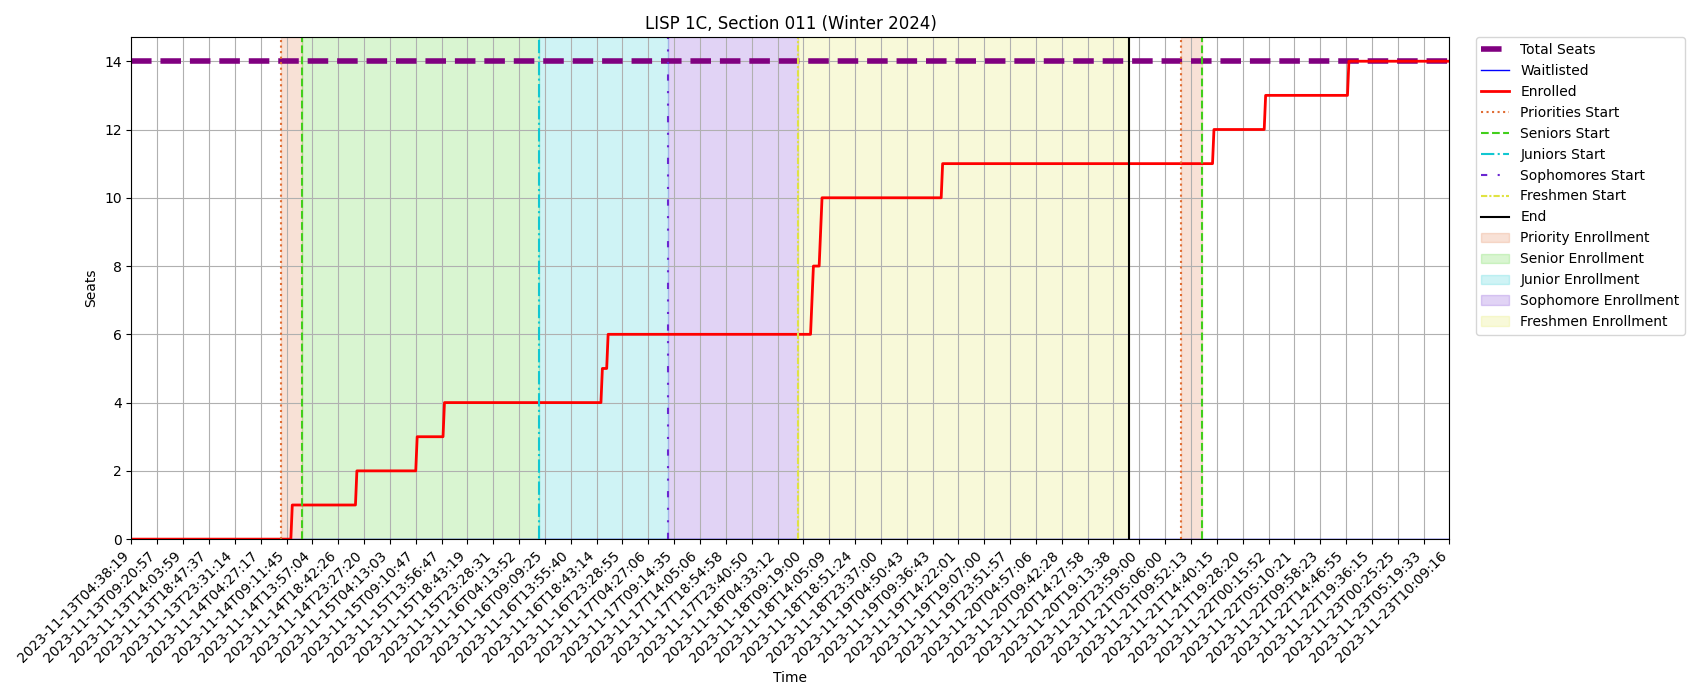 LISP 1C, Section 011 (Winter 2024)
Seats
14
12
10
8
6
4
2
0
2023-11-13T04:38:19
2023-11-13T09:20:57
2023-11-13T14:03:59
2023-11-13T18:47:37
2023-11-13T23:31:14
2023-11-14T04:27:17
2023-11-14T09:11:45
2023-11-14T13:57:04
2023-11-14T18:42:26
2023-11-14T23:27:20
2023-11-15T04:13:03
2023-11-15T09:10:47
2023-11-15T13:56:47
2023-11-15T18:43:19
2023-11-15T23:28:31
2023-11-16T04:13:52
2023-11-16T09:09:25
2023-11-16T13:55:40
2023-11-16T18:43:14
2023-11-16T23:28:55
2023-11-17T04:27:06
2023-11-17T09:14:35
2023-11-17T14:05:06
2023-11-17T18:54:58
2023-11-17T23:40:50
2023-11-18T04:33:12
2023-11-18T09:19:00
2023-11-18T14:05:09
2023-11-18T18:51:24
2023-11-18T23:37:00
2023-11-19T04:50:43
2023-11-19T09:36:43
2023-11-19T14:22:01
2023-11-19T19:07:00
2023-11-19T23:51:57
2023-11-20T04:57:06
2023-11-20T09:42:28
2023-11-20T14:27:58
2023-11-20T19:13:38
2023-11-20T23:59:00
2023-11-21T05:06:00
2023-11-21T09:52:13
2023-11-21T14:40:15
2023-11-21T19:28:20
2023-11-22T00:15:52
2023-11-22T05:10:21
2023-11-22T09:58:23
2023-11-22T14:46:55
2023-11-22T19:36:15
2023-11-23T00:25:25
2023-11-23T05:19:33
2023-11-23T10:09:16
Time
Total Seats
Waitlisted
Enrolled
Priorities Start
Seniors Start
Juniors Start
Sophomores Start
Freshmen Start
End
Priority Enrollment
Senior Enrollment
Junior Enrollment
Sophomore Enrollment
Freshmen Enrollment